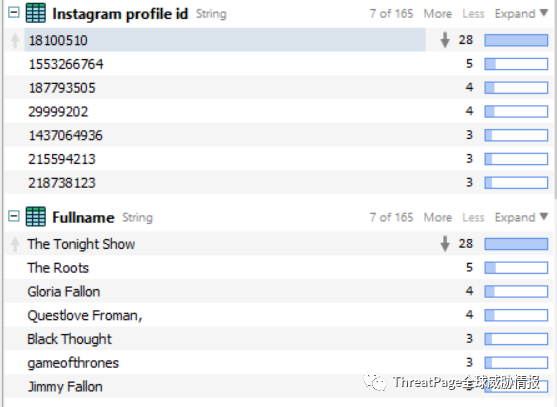 Instagram profile id String 7 of 165 More Less Expand
18100510 28
1553266764 5
187793505 4
29999202 4
1437064936 3
215594213 3
218738123 3
Fullname String 7 of 165 More Less Expand
The Tonight Show 28
The Roots 5
Gloria Fallon 4
Questlove Froman, 4
Black Thought 3
gameofthrones 3
Jimmy Fallon
ThreatPage全球威胁情报